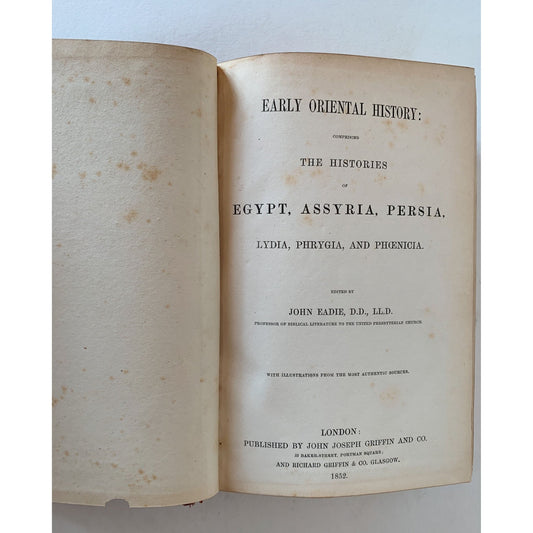 EARLY ORIENTAL HISTORY:
COMPRISING
THE HISTORIES
OF
EGYPT, ASSYRIA, PERSIA,
LYDIA, PHRYGIA, AND PHŒNICIA.
EDITED BY
JOHN EADIE, D.D., LL.D.
PROFESSOR OF BIBLICAL LITERATURE TO THE UNITED PRESBYTERIAN CHURCH.
WITH ILLUSTRATIONS FROM THE MOST AUTHENTIC SOURCES.
LONDON:
PUBLISHED BY JOHN JOSEPH GRIFFIN AND CO.
BAKER-STREET, PORTMAN SQUARE;
AND RICHARD GRIFFIN & CO. GLASGOW.
1852.